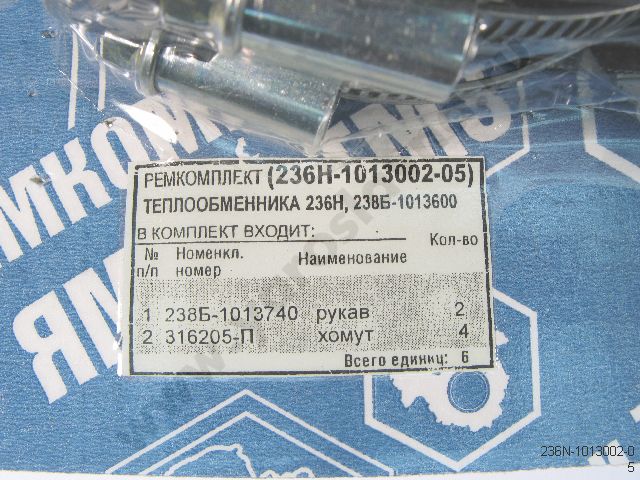 РЕМКОМПЛЕКТ (236Н-1013002-05)
ТЕПЛООБМЕННИКА 236Н, 238Б-1013600
В КОМПЛЕКТ ВХОДИТ:
№ п/п Номенкл. номер Наименование Кол-во
1 238Б-1013740 рукав 2
2 316205-П хомут 4
Всего единиц: 6
ЯМ
236N-1013002-0
5